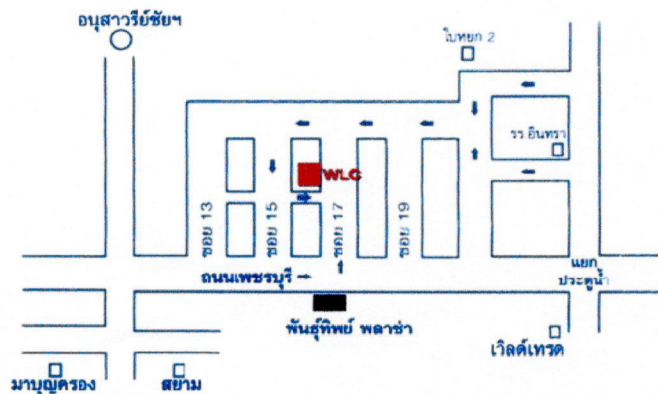 อนุสาวรีย์ชัยฯ
ใบหยก 2
รร อินทรา
WLC
ซอย 13
ซอย 15
ซอย 17
ซอย 19
ถนนเพชรบุรี
แยก
ประตูน้ำ
พันธุ์ทิพย์ พลาซ่า
เวิลด์เทรด
มาบุญครอง
สยาม